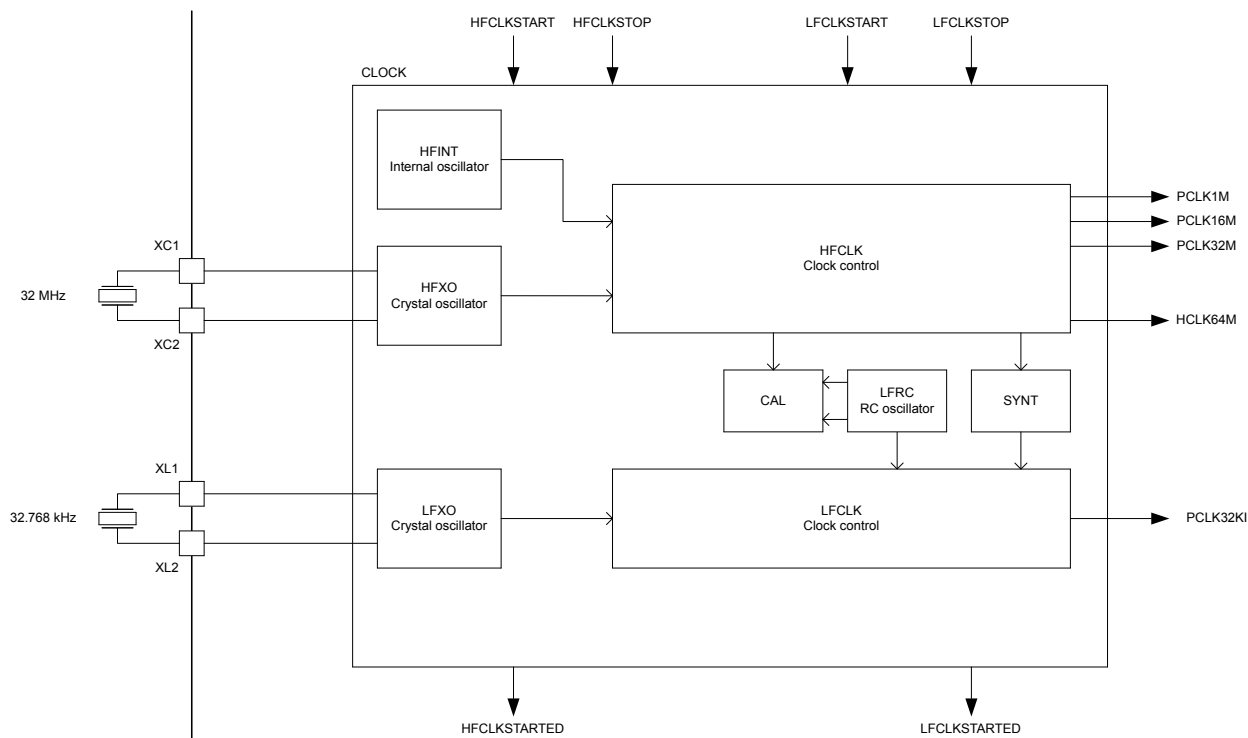 HFCLKSTART
HFCLKSTOP
LFCLKSTART
LFCLKSTOP
CLOCK
HFINT
Internal oscillator
PCLK1M
PCLK16M
PCLK32M
XC1
HFXO
Crystal oscillator
HFCLK
Clock control
32 MHz
XC2
HCLK64M
CAL
LFRC
RC oscillator
SYNT
XL1
LFXO
Crystal oscillator
LFCLK
Clock control
32.768 kHz
PCLK32KI
XL2
HFCLKSTARTED
LFCLKSTARTED